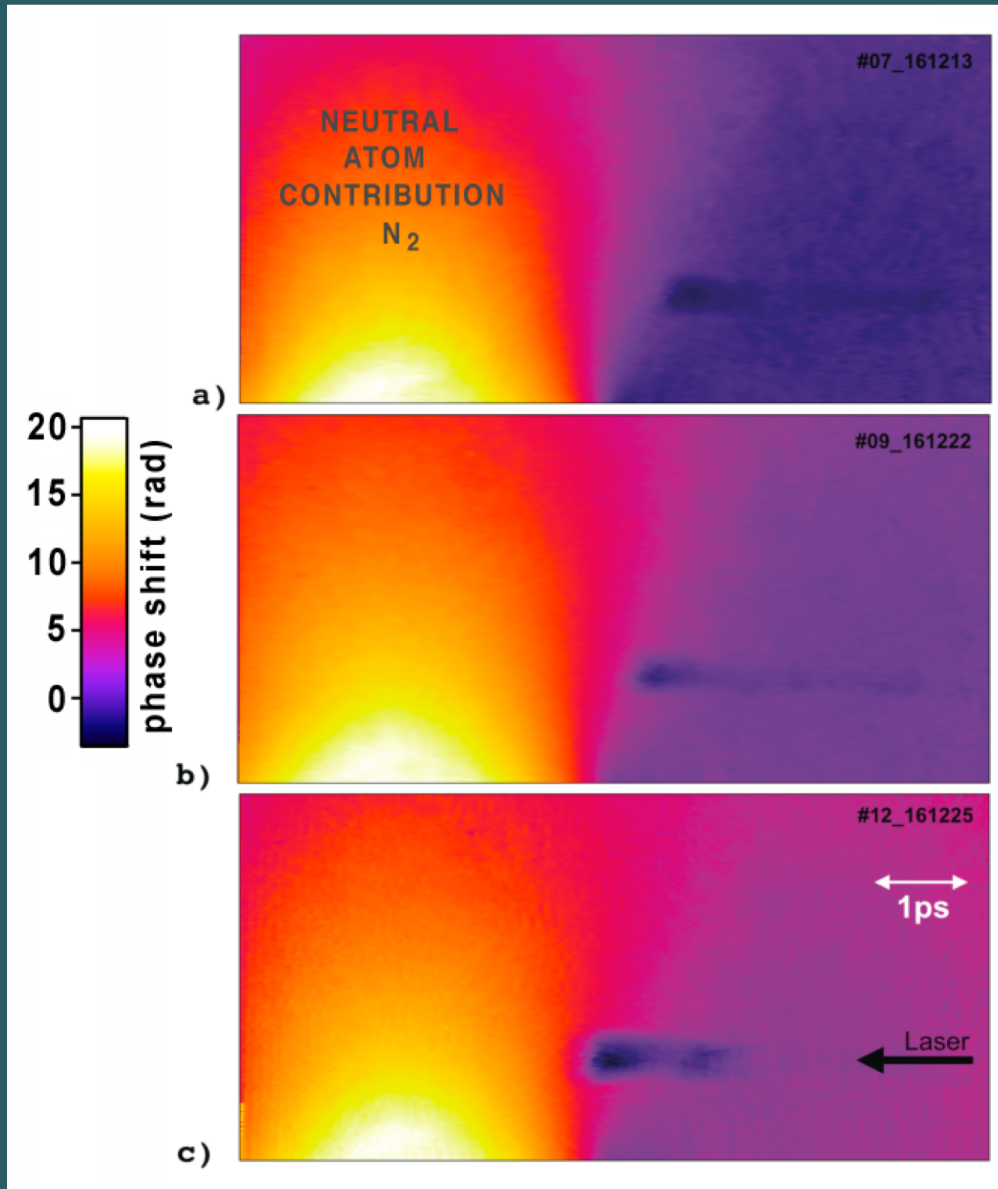 #07_161213
NEUTRAL
ATOM
CONTRIBUTION
N2
a)
20
15
10
5
0
phase shift (rad)
#09_161222
b)
#12_161225
1ps
Laser
c)